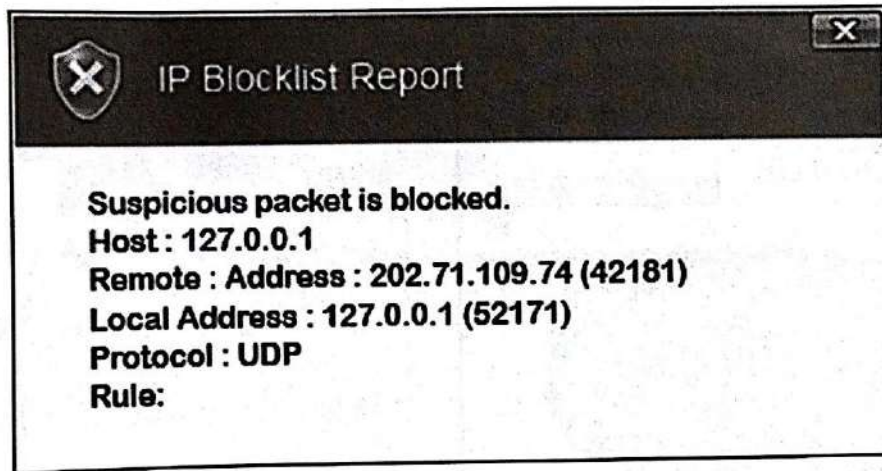 IP Blocklist Report
Suspicious packet is blocked.
Host : 127.0.0.1
Remote : Address : 202.71.109.74 (42181)
Local Address : 127.0.0.1 (52171)
Protocol : UDP
Rule: